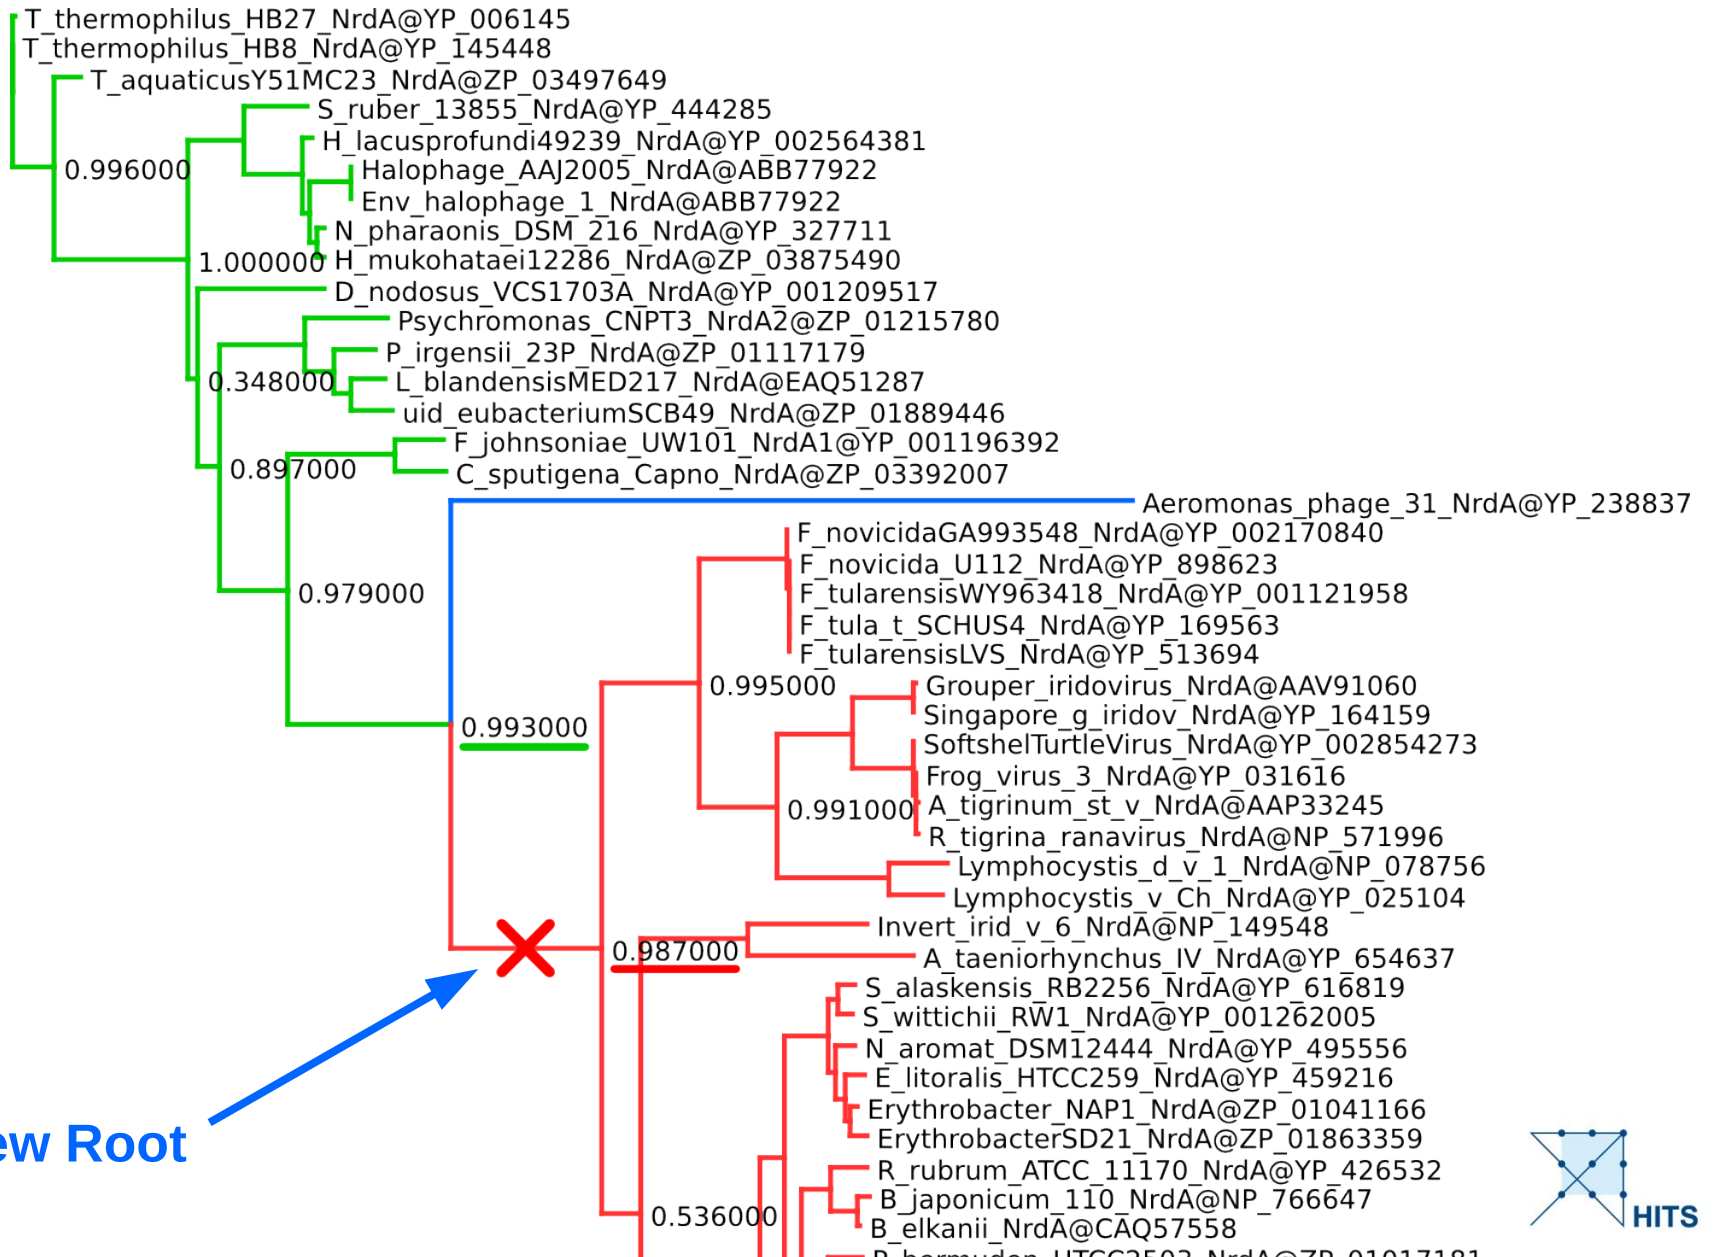 T_thermophilus_HB27_NrdA@YP_006145
T_thermophilus_HB8_NrdA@YP_145448
T_aquaticusY51MC23_NrdA@ZP_03497649
S_ruber_13855_NrdA@YP_444285
H_lacusprofundi49239_NrdA@YP_002564381
0.996000
Halophage_AAJ2005_NrdA@ABB77922
Env_halophage_1_NrdA@ABB77922
N_pharaonis_DSM_216_NrdA@YP_327711
1.000000
H_mukohataei12286_NrdA@ZP_03875490
D_nodosus_VCS1703A_NrdA@YP_001209517
Psychromonas_CNPT3_NrdA2@ZP_01215780
P_irgensii_23P_NrdA@ZP_01117179
0.348000
L_blandensisMED217_NrdA@EAQ51287
uid_eubacteriumSCB49_NrdA@ZP_01889446
F_johnsoniae_UW101_NrdA1@YP_001196392
0.897000
C_sputigena_Capno_NrdA@ZP_03392007
Aeromonas_phage_31_NrdA@YP_238837
F_novicidaGA993548_NrdA@YP_002170840
F_novicida_U112_NrdA@YP_898623
0.979000
F_tularensisWY963418_NrdA@YP_001121958
F_tula_t_SCHUS4_NrdA@YP_169563
F_tularensisLVS_NrdA@YP_513694
0.995000
Grouper_iridovirus_NrdA@AAV91060
Singapore_g_iridov_NrdA@YP_164159
0.993000
SoftshelTurtleVirus_NrdA@YP_002854273
Frog_virus_3_NrdA@YP_031616
0.991000
A_tigrinum_st_v_NrdA@AAP33245
R_tigrina_ranavirus_NrdA@NP_571996
Lymphocystis_d_v_1_NrdA@NP_078756
Lymphocystis_v_Ch_NrdA@YP_025104
Invert_irid_v_6_NrdA@NP_149548
0.987000
A_taeniorhynchus_IV_NrdA@YP_654637
S_alaskensis_RB2256_NrdA@YP_616819
S_wittichii_RW1_NrdA@YP_001262005
N_aromat_DSM12444_NrdA@YP_495556
E_litoralis_HTCC259_NrdA@YP_459216
Erythrobacter_NAP1_NrdA@ZP_01041166
ErythrobacterSD21_NrdA@ZP_01863359
ew Root
R_rubrum_ATCC_11170_NrdA@YP_426532
B_japonicum_110_NrdA@NP_766647
0.536000
B_elkanii_NrdA@CAQ57558
HITS